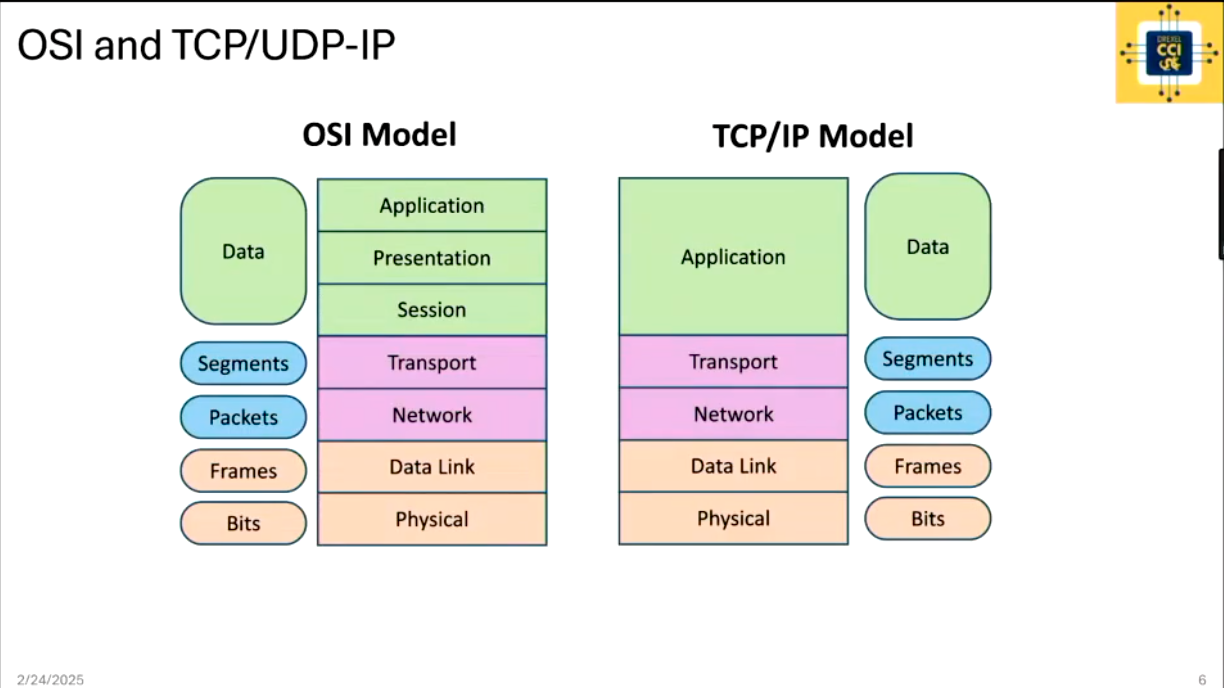 OSI and TCP/UDP-IP
DREXEL
CCI
OSI Model
TCP/IP Model
Data
Application
Presentation
Session
Segments
Transport
Packets
Network
Frames
Data Link
Bits
Physical
Application
Data
Transport
Segments
Network
Packets
Data Link
Frames
Physical
Bits
2/24/2025
6